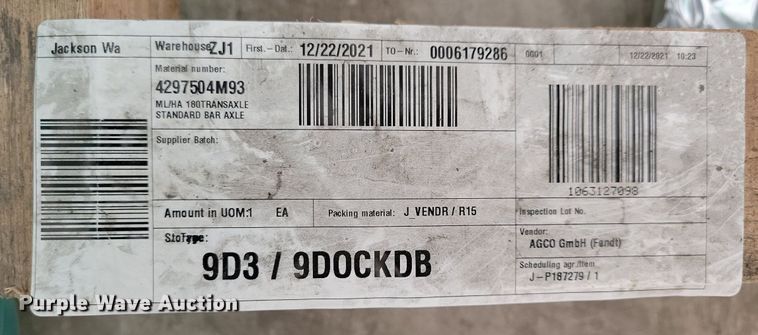 Jackson Wa
Warehouse ZJ1
First.-Dat.: 12/22/2021
TO-Nr.: 0006179286
0001
12/22/2021 10:23
Material number:
4297504M93
ML/HA 180TRANSAXLE
STANDARD BAR AXLE
Supplier Batch:
1063127098
Amount in UOM:1 EA
Packing material: J_VENDR / R15
Inspection Lot No.
StoType:
9D3 / 9DOCKDB
Vendor:
AGCO GmbH (Fendt)
Scheduling agr./Item
J-P187279 / 1
Purple Wave Auction